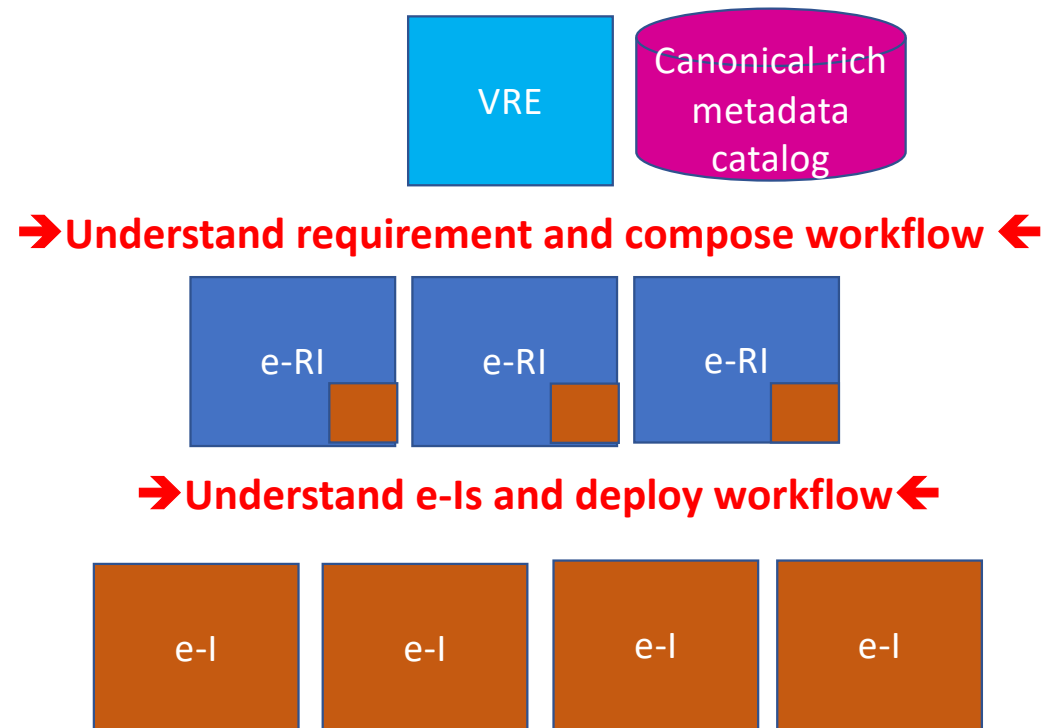 VRE
Canonical rich
metadata
catalog
➔Understand requirement and compose workflow 🡸
e-RI
e-RI
e-RI
➔Understand e-Is and deploy workflow🡸
e-I
e-I
e-I
e-I